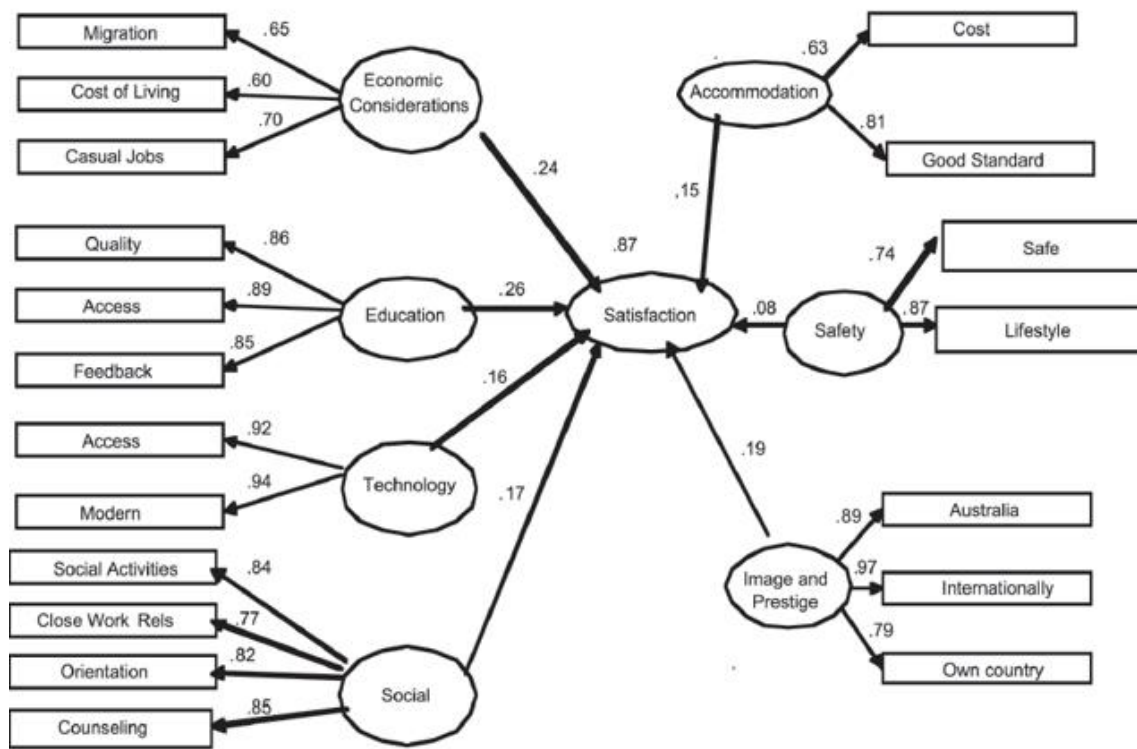 Migration
.65
Cost of Living
.60
Casual Jobs
.70
Economic
Considerations
.24
Accommodation
.63
Cost
.81
Good Standard
,15
Quality
.86
Access
.89
Feedback
.85
Education
.26
.87
Satisfaction
.08
Safety
.74
Safe
.87
Lifestyle
Access
.92
Modern
.94
Technology
.16
Social Activities
.84
Close Work Rels
.77
Orientation
.82
Counseling
.85
Social
.17
.19
Image and
Prestige
.89
Australia
.97
Internationally
.79
Own country